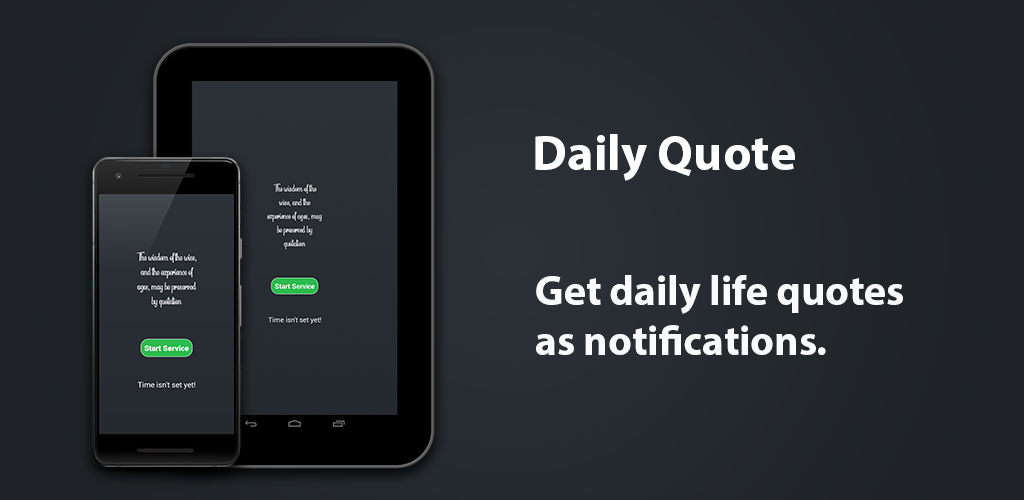 Daily Quote
Get daily life quotes
as notifications.
The wisdom of the
wise, and the
experience of ages, may
be preserved by
quotation
Start Service
Time isn't set yet!
The wisdom of the wise,
and the experience of
ages, may be preserved
by quotation
Start Service
Time isn't set yet!